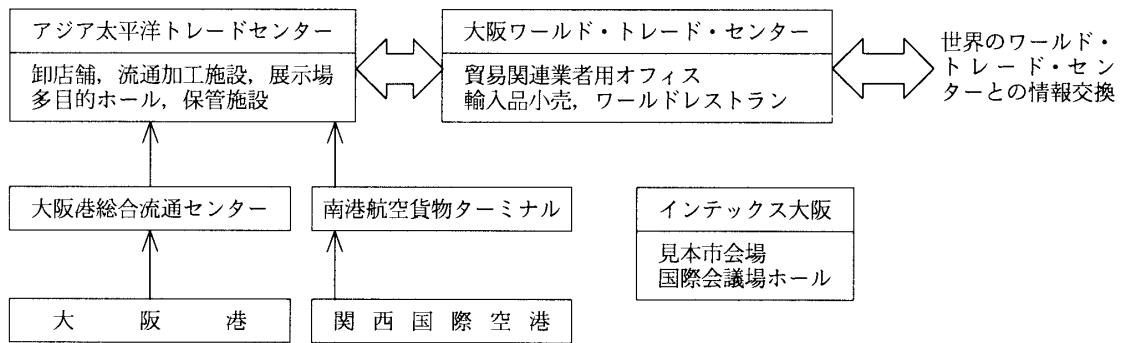 アジア太平洋トレードセンター
卸店舗，流通加工施設，展示場
多目的ホール，保管施設
大阪ワールド・トレード・センター
貿易関連業者用オフィス
輸入品小売，ワールドレストラン
世界のワールド・
トレード・セン
ターとの情報交換
大阪港総合流通センター
南港航空貨物ターミナル
インテックス大阪
見本市会場
国際会議場ホール
大阪港
関西国際空港